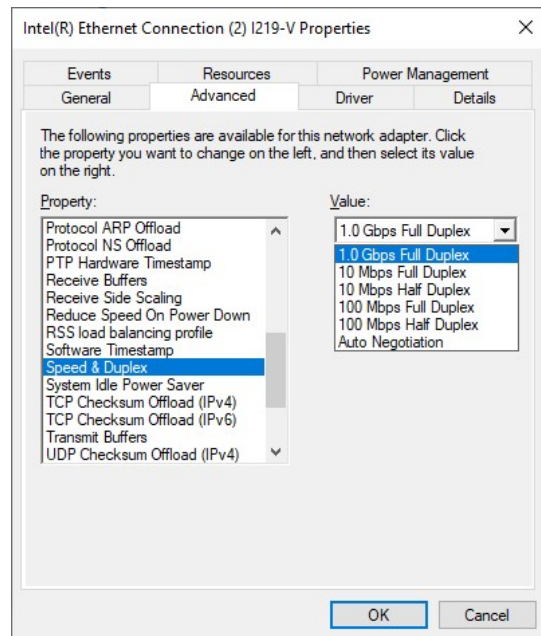 Intel(R) Ethernet Connection (2) I219-V Properties
Events Resources Power Management
General Advanced Driver Details
The following properties are available for this network adapter. Click
the property you want to change on the left, and then select its value
on the right.
Property:
Protocol ARP Offload
Protocol NS Offload
PTP Hardware Timestamp
Receive Buffers
Receive Side Scaling
Reduce Speed On Power Down
RSS load balancing profile
Software Timestamp
Speed & Duplex
System Idle Power Saver
TCP Checksum Offload (IPv4)
TCP Checksum Offload (IPv6)
Transmit Buffers
UDP Checksum Offload (IPv4)
Value:
1.0 Gbps Full Duplex
1.0 Gbps Full Duplex
10 Mbps Full Duplex
10 Mbps Half Duplex
100 Mbps Full Duplex
100 Mbps Half Duplex
Auto Negotiation
OK Cancel